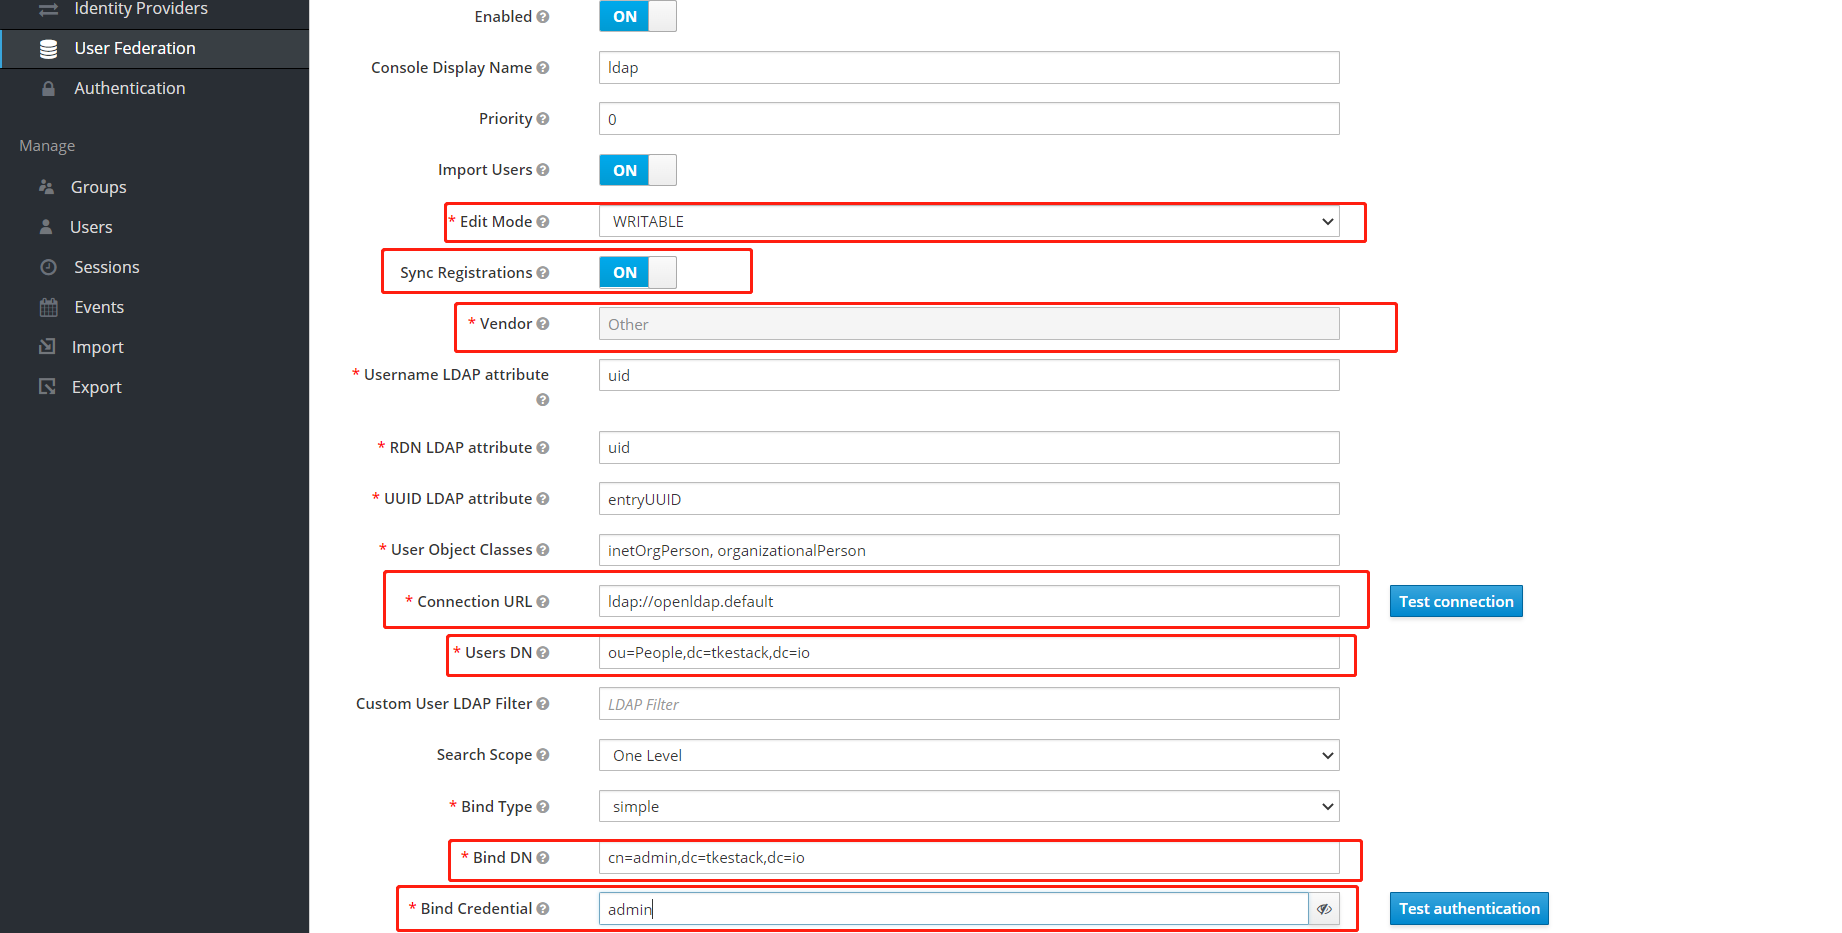 Identity Providers
User Federation
Authentication
Manage
Groups
Users
Sessions
Events
Import
Export
Enabled ON
Console Display Name ldap
Priority 0
Import Users ON
* Edit Mode WRITABLE
Sync Registrations ON
* Vendor Other
* Username LDAP attribute uid
* RDN LDAP attribute uid
* UUID LDAP attribute entryUUID
* User Object Classes inetOrgPerson, organizationalPerson
* Connection URL ldap://openldap.default Test connection
* Users DN ou=People,dc=tkestack,dc=io
Custom User LDAP Filter LDAP Filter
Search Scope One Level
* Bind Type simple
* Bind DN cn=admin,dc=tkestack,dc=io
* Bind Credential admin Test authentication